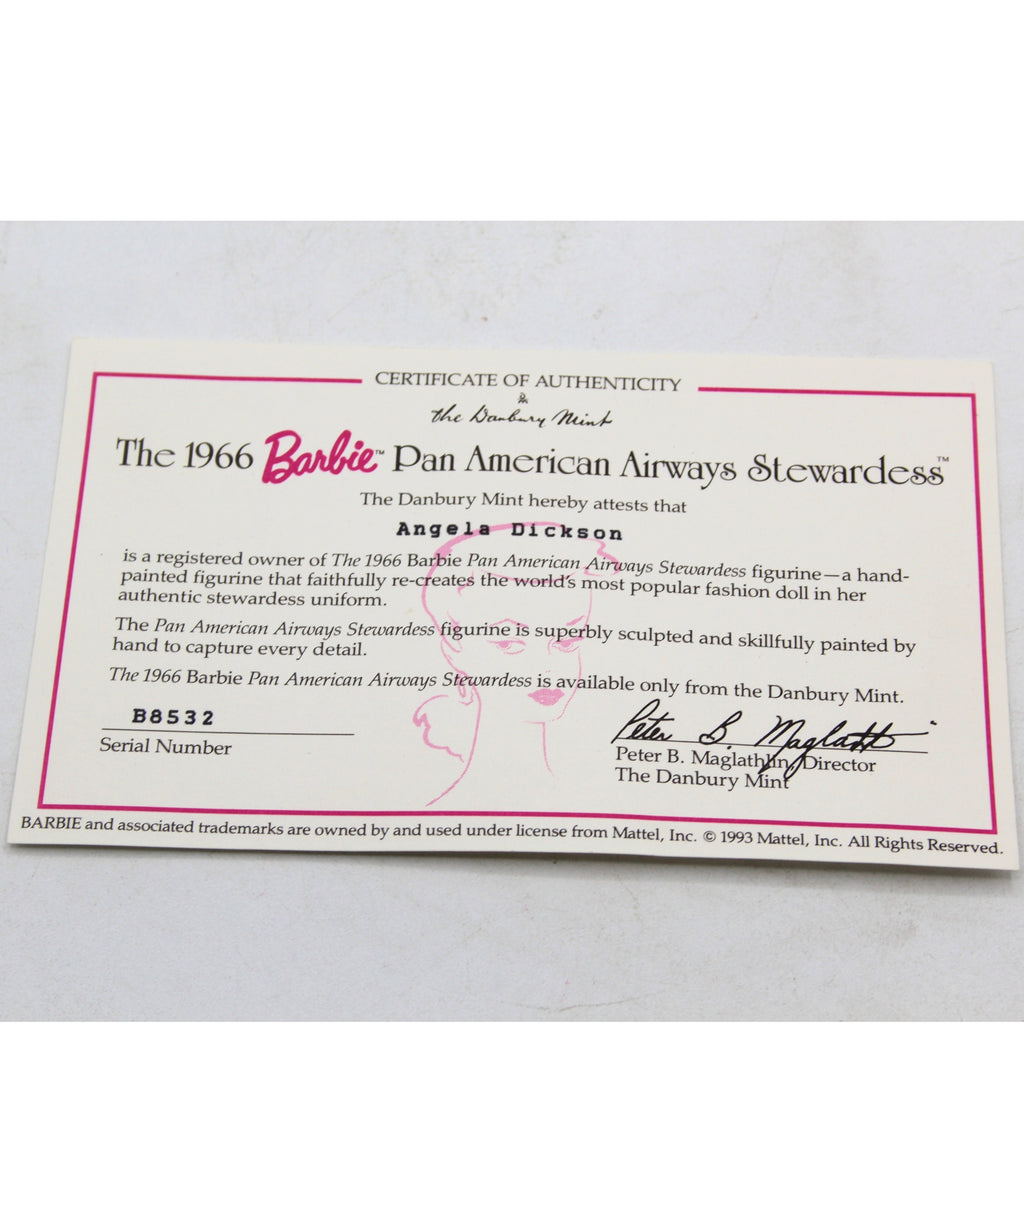 CERTIFICATE OF AUTHENTICITY
the Danbury Mint
The 1966 Barbie™ Pan American Airways Stewardess™
The Danbury Mint hereby attests that
Angela Dickson
is a registered owner of The 1966 Barbie Pan American Airways Stewardess figurine—a hand-
painted figurine that faithfully re-creates the world's most popular fashion doll in her
authentic stewardess uniform.
The Pan American Airways Stewardess figurine is superbly sculpted and skillfully painted by
hand to capture every detail.
The 1966 Barbie Pan American Airways Stewardess is available only from the Danbury Mint.
B8532
Serial Number
Peter B. Maglathlin
Peter B. Maglathlin, Director
The Danbury Mint
BARBIE and associated trademarks are owned by and used under license from Mattel, Inc. © 1993 Mattel, Inc. All Rights Reserved.